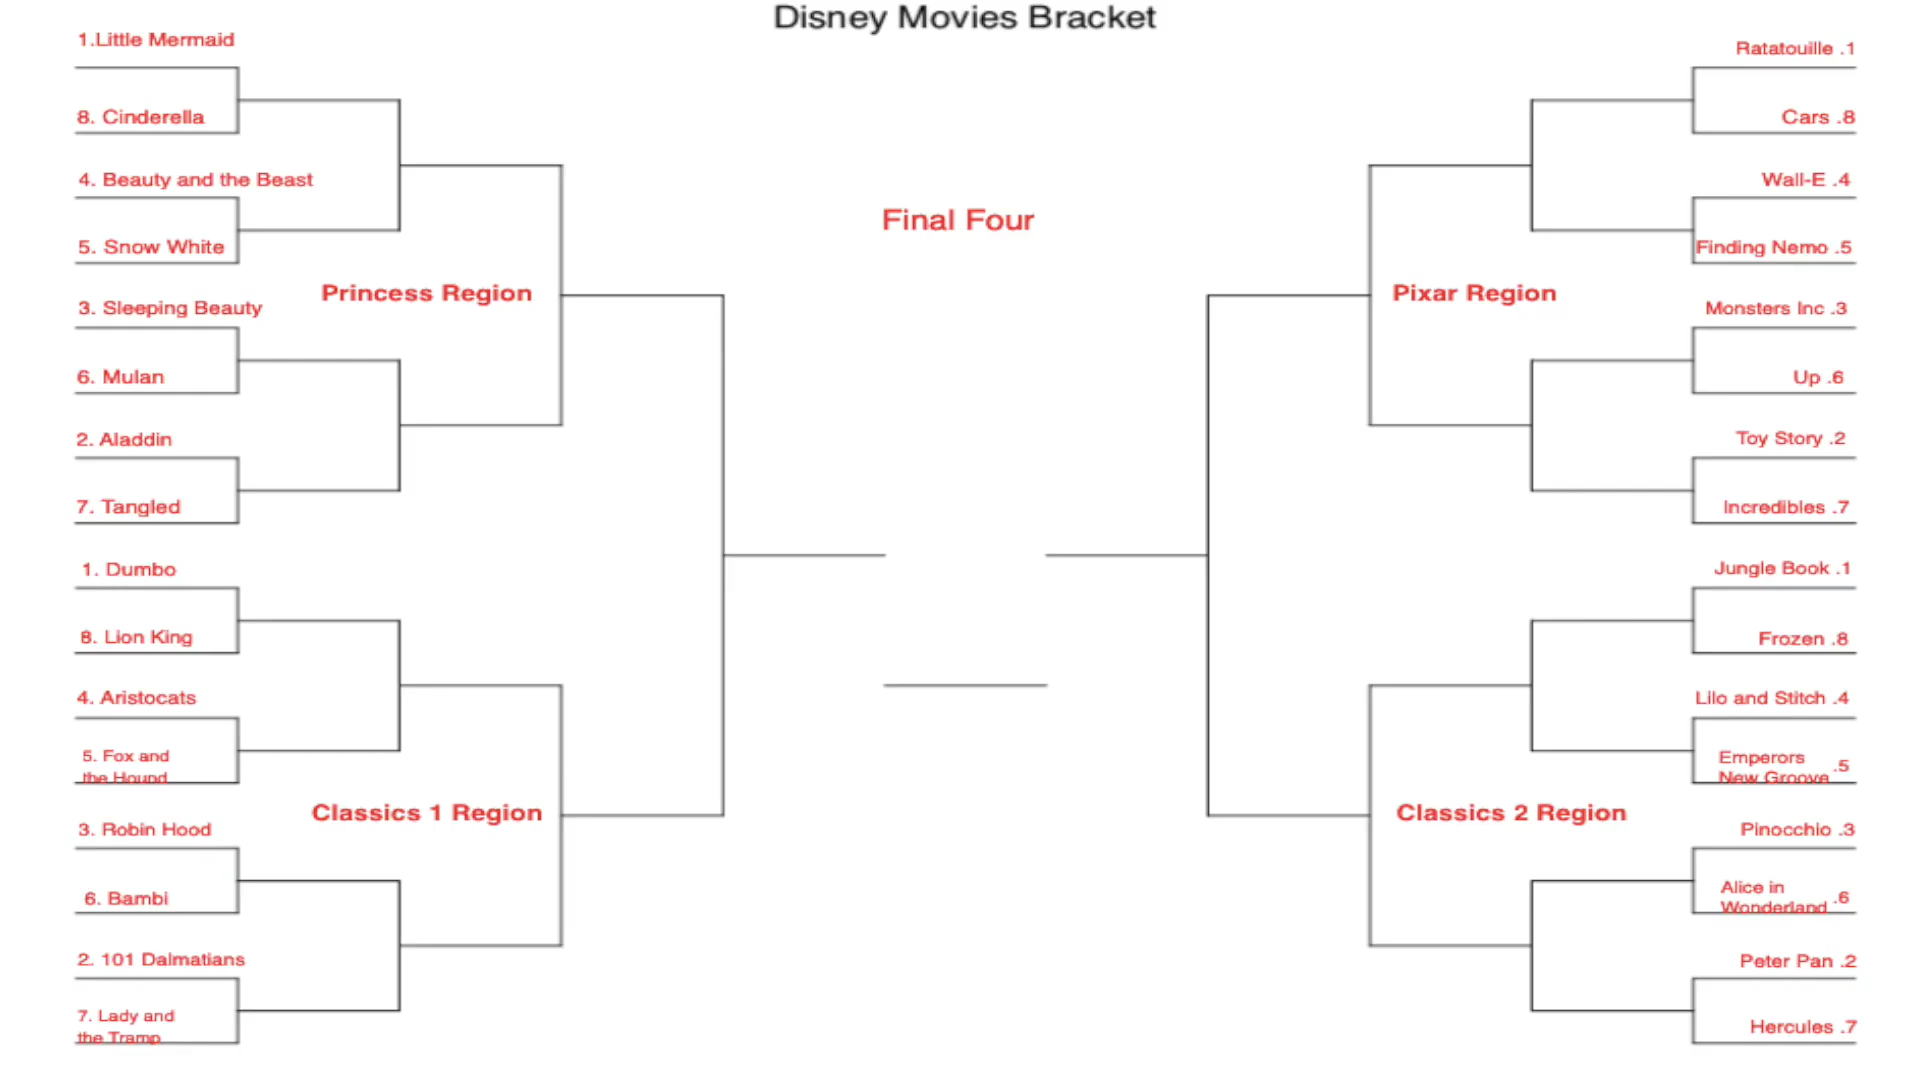 Disney Movies Bracket
1.Little Mermaid
8. Cinderella
4. Beauty and the Beast
5. Snow White
Princess Region
3. Sleeping Beauty
6. Mulan
2. Aladdin
7. Tangled
1. Dumbo
8. Lion King
4. Aristocats
5. Fox and
the Hound
Classics 1 Region
3. Robin Hood
6. Bambi
2. 101 Dalmatians
7. Lady and
the Tramp
Final Four
Ratatouille .1
Cars .8
Wall-E .4
Finding Nemo .5
Pixar Region
Monsters Inc .3
Up .6
Toy Story .2
Incredibles .7
Jungle Book .1
Frozen .8
Lilo and Stitch .4
Emperors
New Groove .5
Classics 2 Region
Pinocchio .3
Alice in
Wonderland .6
Peter Pan .2
Hercules .7